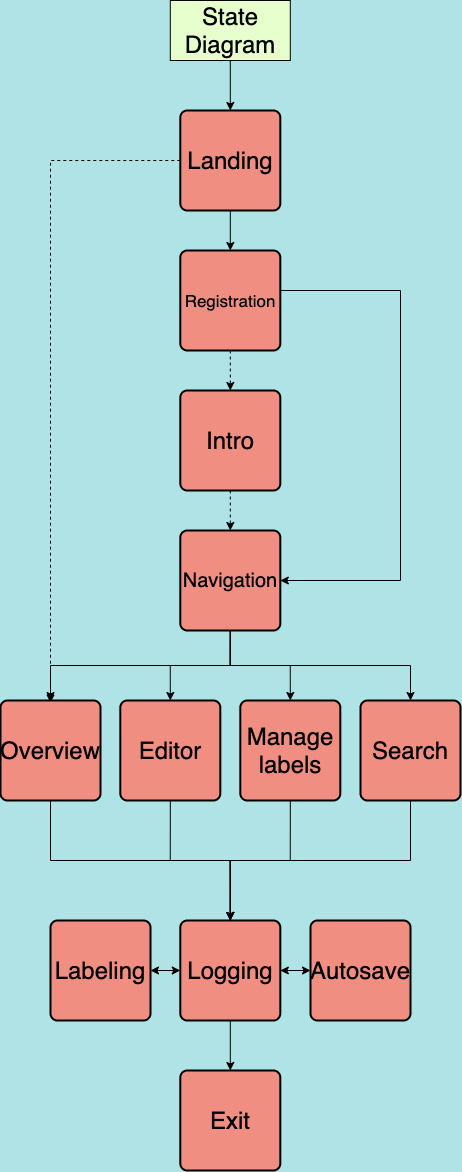 State
Diagram
Landing
Registration
Intro
Navigation
Overview
Editor
Manage
labels
Search
Labeling
Logging
Autosave
Exit